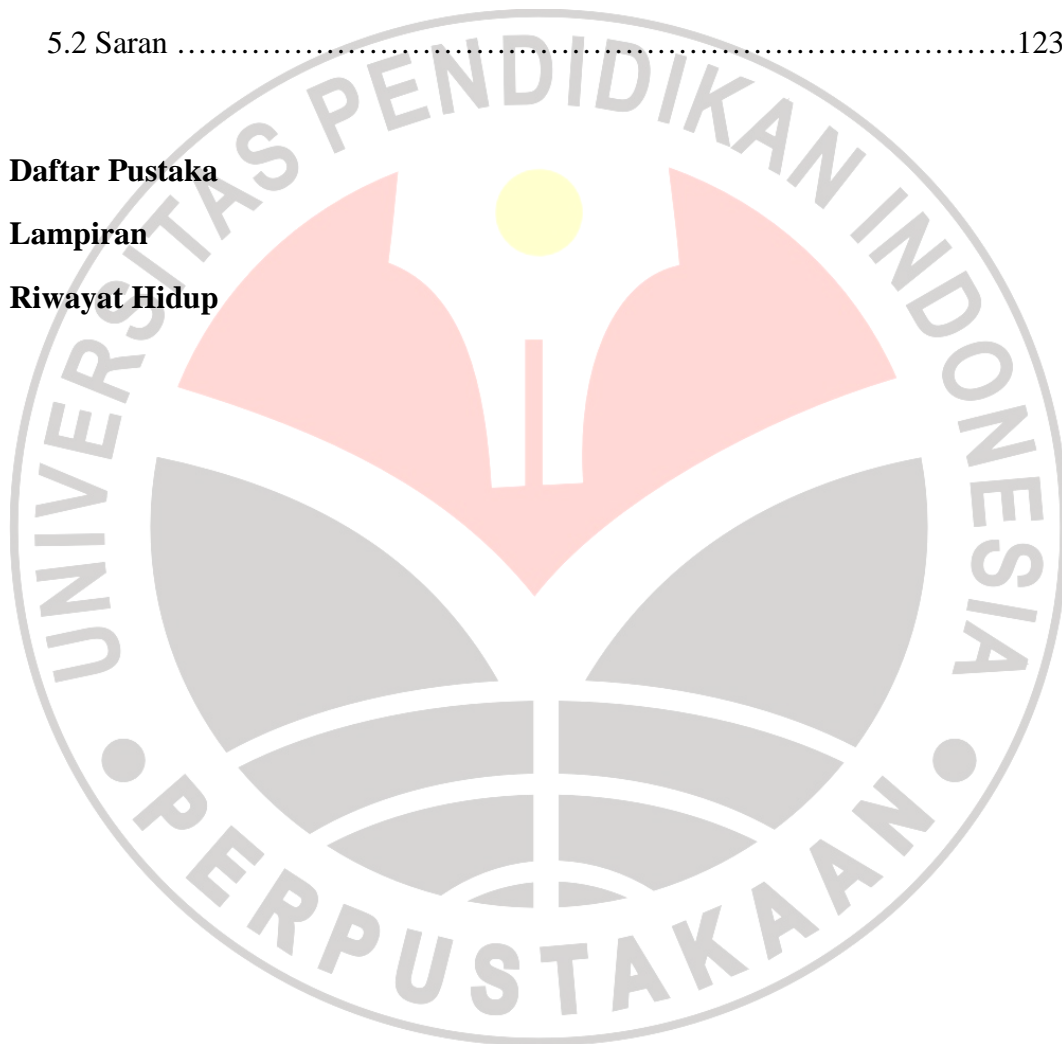 5.2 Saran …………………………………………………………………….123
Daftar Pustaka
Lampiran
Riwayat Hidup
UNIVERSITAS PENDIDIKAN INDONESIA
PERPUSTAKAAN